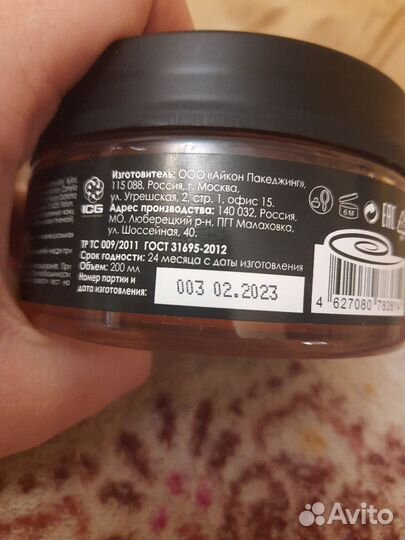 Изготовитель: ООО «Айкон Пакеджинг»,
115 088, Россия, г. Москва,
ул. Угрешская, 2, стр. 1, офис 15.
Адрес производства: 140 032, Россия,
МО, Люберецкий р-н, ПГТ Малаховка,
ул. Шоссейная, 40.
ICG
6 M
EAC
ТР ТС 009/2011 ГОСТ 31695-2012
Срок годности: 24 месяца с даты изготовления
Объем: 200 мл
Номер партии и
дата изготовления:
003 02.2023
4 627080
Avito